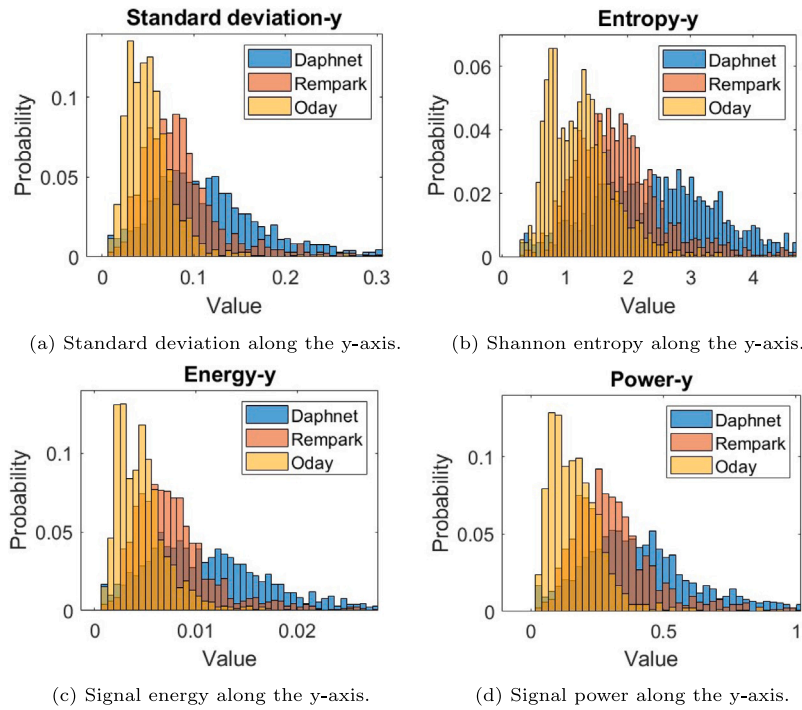 Standard deviation-y
Daphnet
Rempark
Oday
0.1
0.05
0
Probability
0 0.1 0.2 0.3
Value
(a) Standard deviation along the y-axis.
Entropy-y
Daphnet
Rempark
Oday
0.06
0.04
0.02
0
Probability
0 1 2 3 4
Value
(b) Shannon entropy along the y-axis.
Energy-y
Daphnet
Rempark
Oday
0.1
0.05
0
Probability
0 0.01 0.02
Value
(c) Signal energy along the y-axis.
Power-y
Daphnet
Rempark
Oday
0.1
0.05
0
Probability
0 0.5 1
Value
(d) Signal power along the y-axis.